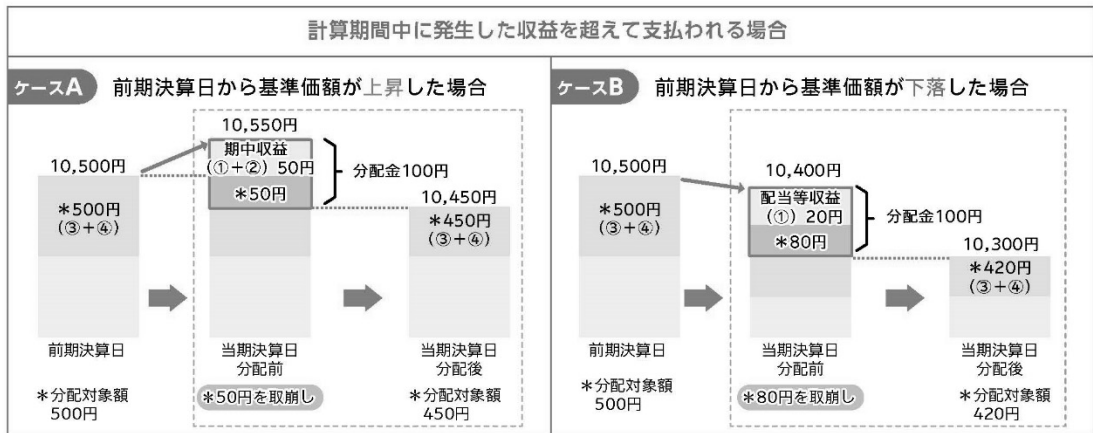 計算期間中に発生した収益を超えて支払われる場合
ケースA 前期決算日から基準価額が上昇した場合
10,550円
10,500円
期中収益
(①+②) 50円
*50円
分配金100円
10,450円
*500円
(③+④)
*450円
(③+④)
前期決算日
当期決算日
分配前
当期決算日
分配後
*分配対象額
500円
*50円を取崩し
*分配対象額
450円
ケースB 前期決算日から基準価額が下落した場合
10,500円
10,400円
配当等収益
(①) 20円
*80円
分配金100円
10,300円
*500円
(③+④)
*420円
(③+④)
前期決算日
当期決算日
分配前
当期決算日
分配後
*分配対象額
500円
*80円を取崩し
*分配対象額
420円